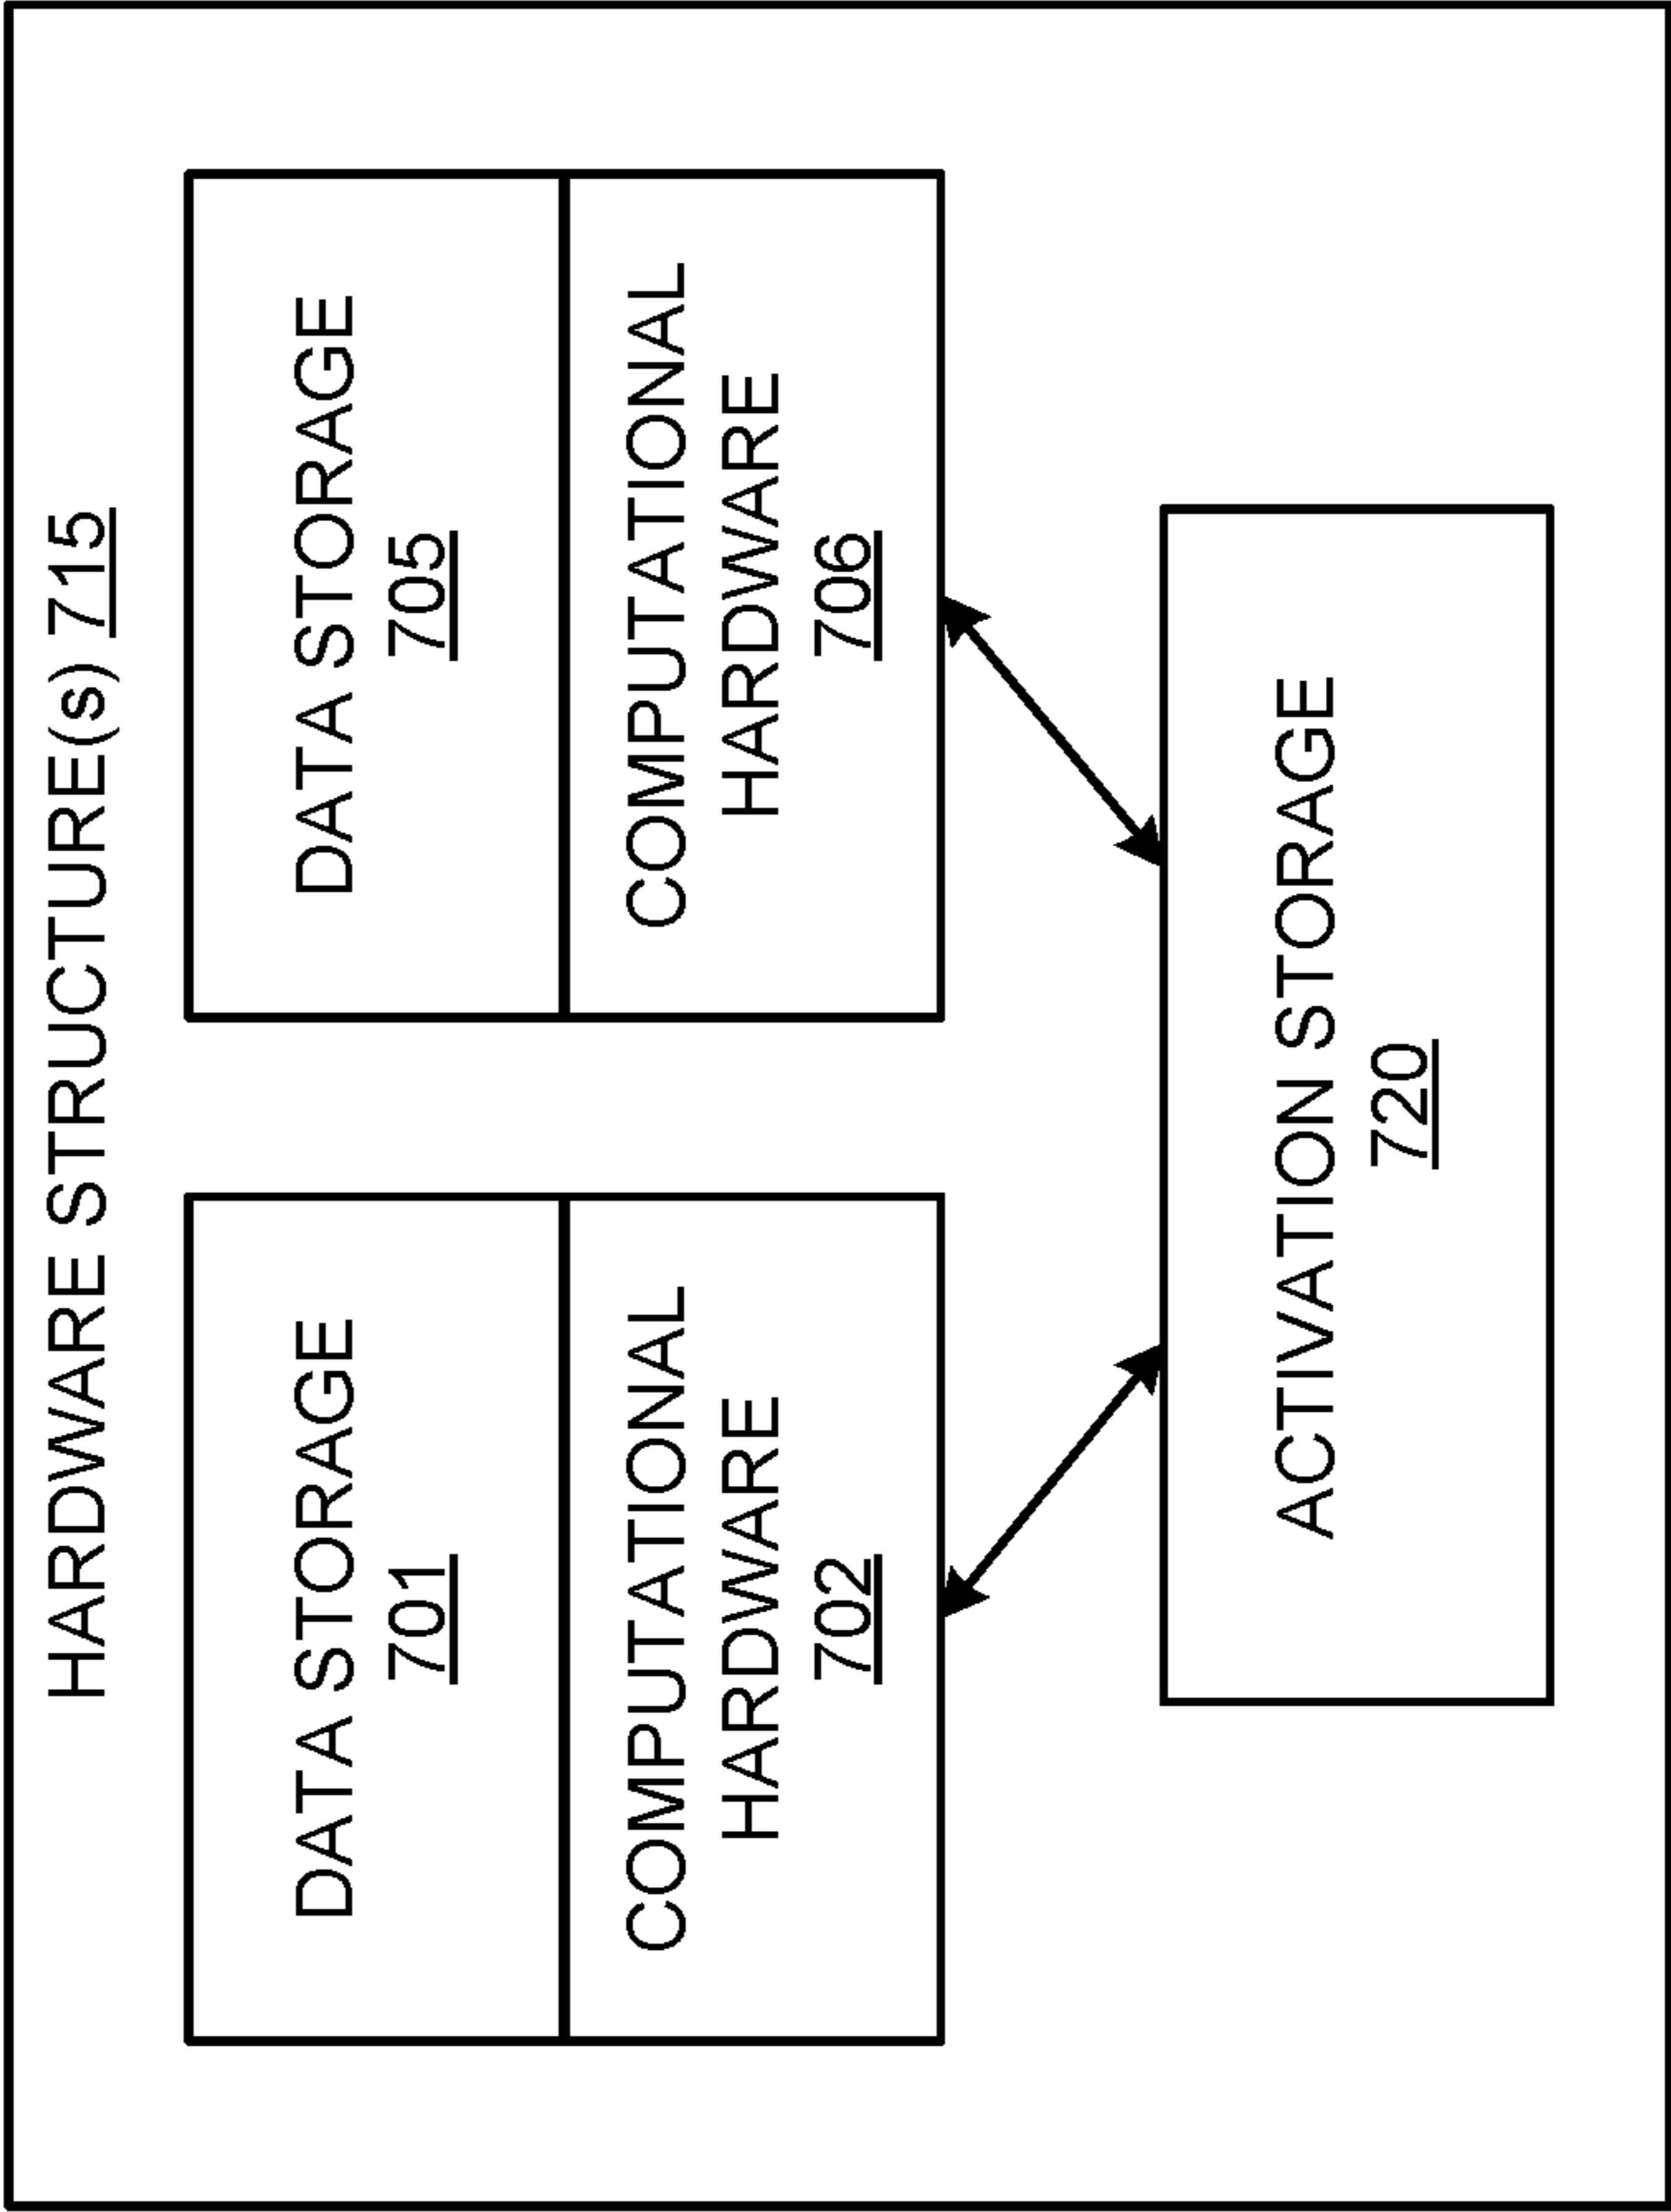 HARDWARE STRUCTURE(s) 715
DATA STORAGE
701
COMPUTATIONAL
HARDWARE
702
DATA STORAGE
705
COMPUTATIONAL
HARDWARE
706
ACTIVATION STORAGE
720